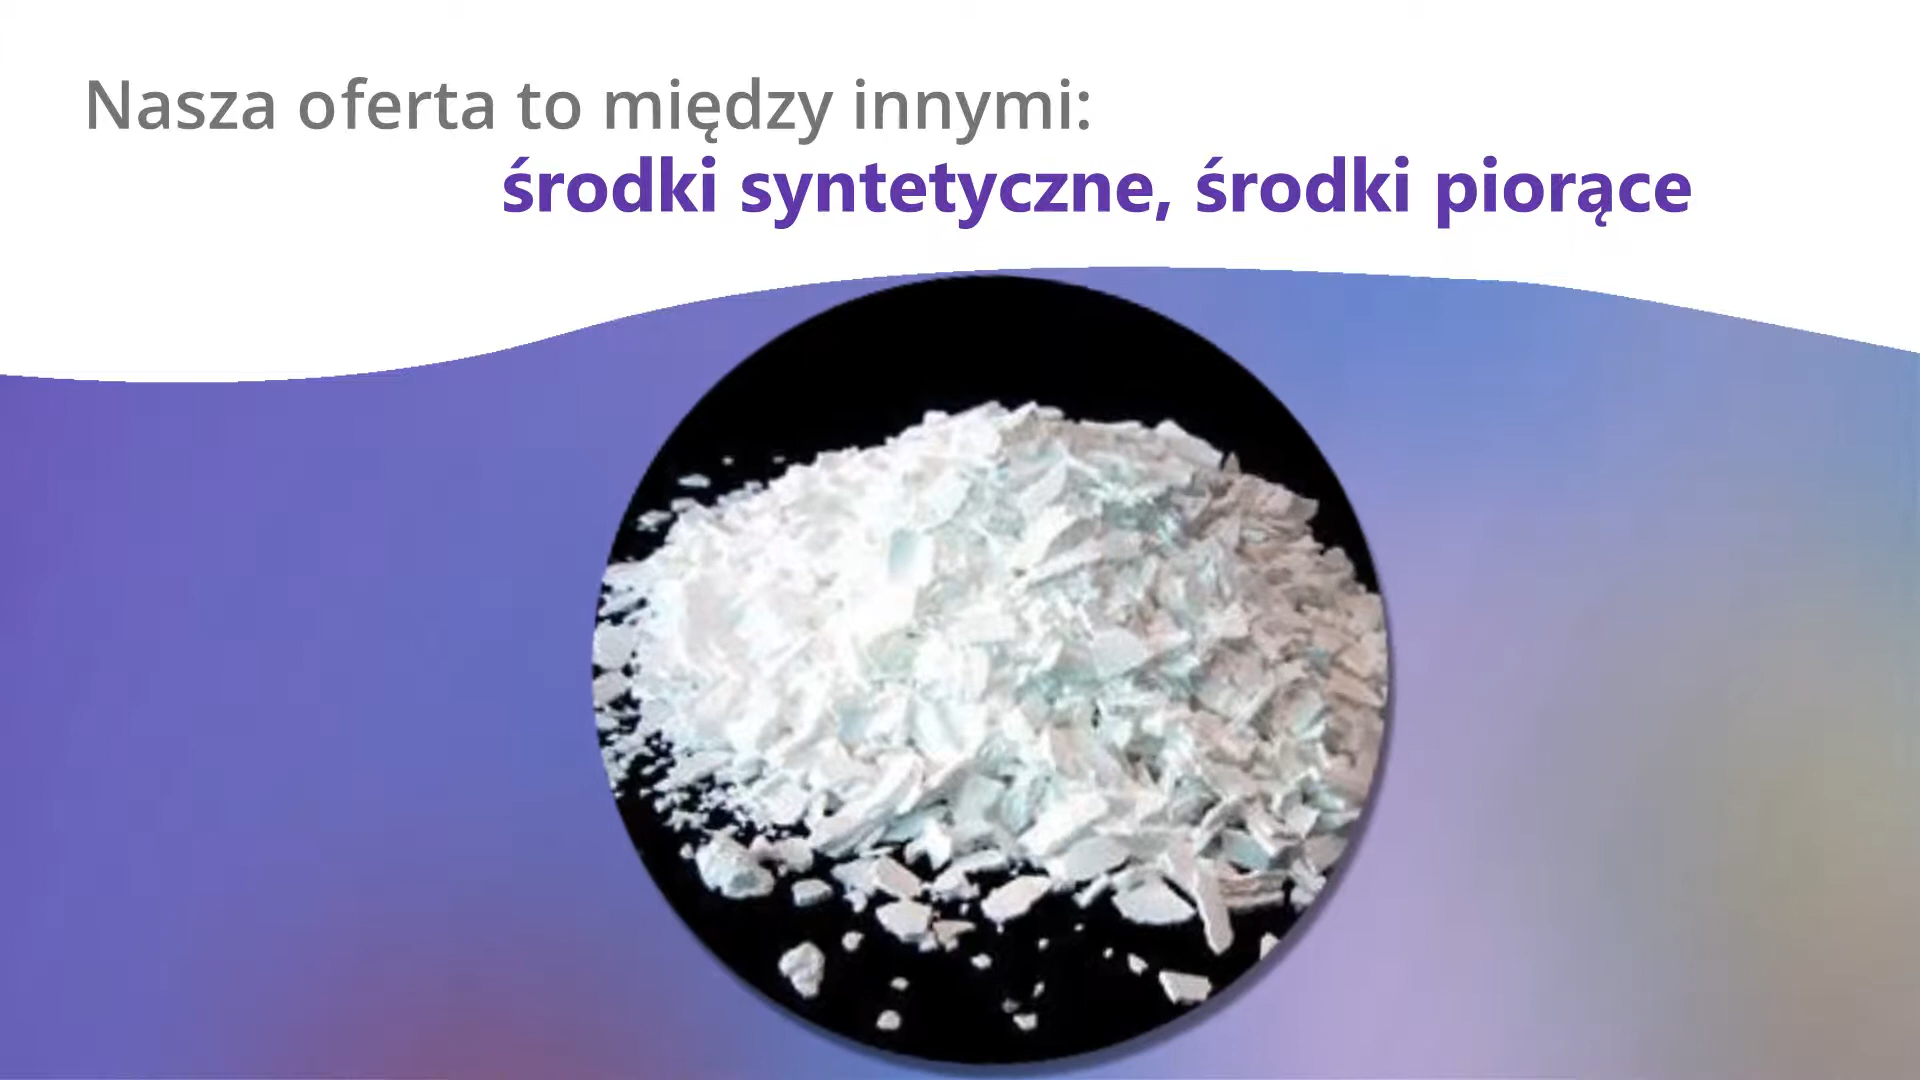 Nasza oferta to między innymi:
środki syntetyczne, środki piorące